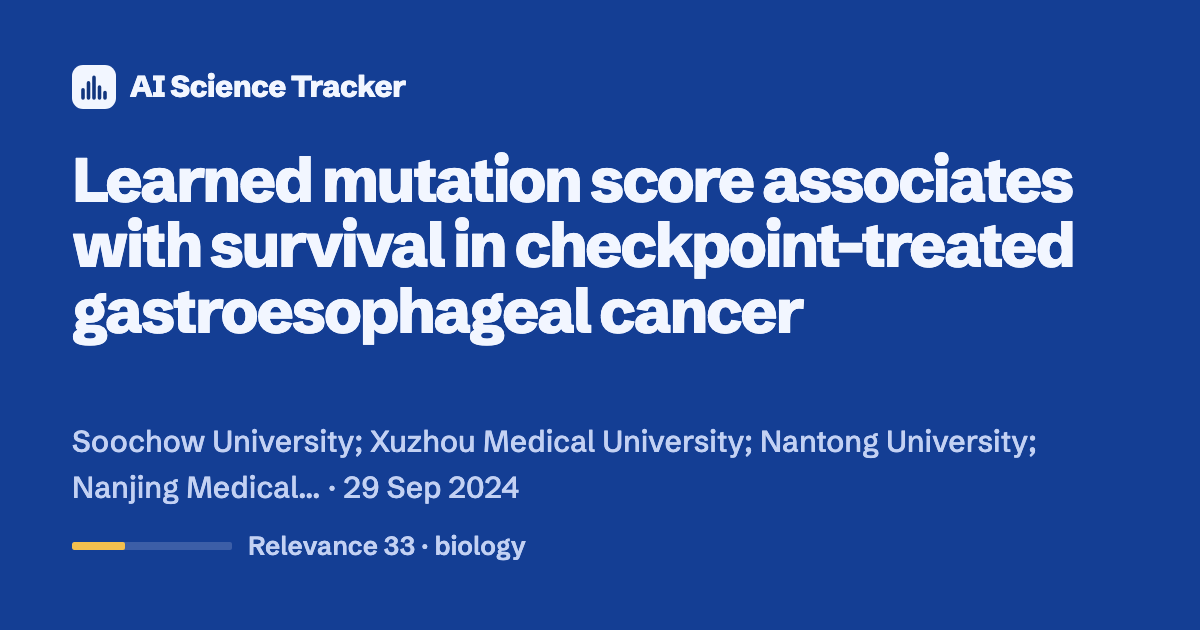 AI Science Tracker
Learned mutation score associates
with survival in checkpoint-treated
gastroesophageal cancer
Soochow University; Xuzhou Medical University; Nantong University;
Nanjing Medical... · 29 Sep 2024
Relevance 33 · biology